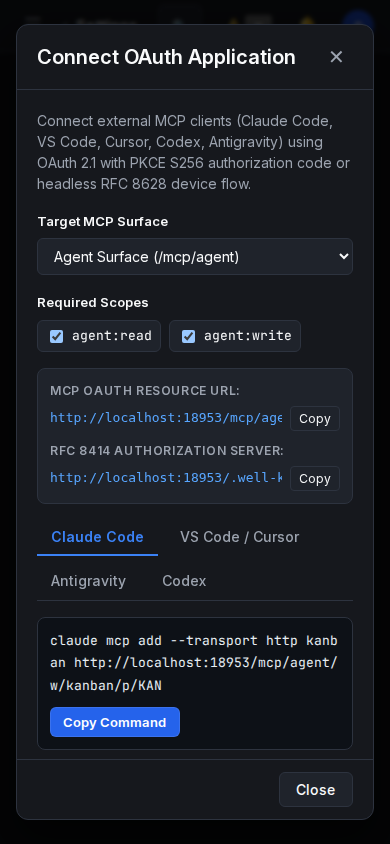 Connect OAuth Application
Connect external MCP clients (Claude Code,
VS Code, Cursor, Codex, Antigravity) using
OAuth 2.1 with PKCE S256 authorization code or
headless RFC 8628 device flow.
Target MCP Surface
Agent Surface (/mcp/agent)
Required Scopes
agent:read agent:write
MCP OAUTH RESOURCE URL:
http://localhost:18953/mcp/age Copy
RFC 8414 AUTHORIZATION SERVER:
http://localhost:18953/.well-k Copy
Claude Code VS Code / Cursor
Antigravity Codex
claude mcp add --transport http kanb
an http://localhost:18953/mcp/agent/
w/kanban/p/KAN
Copy Command
Close